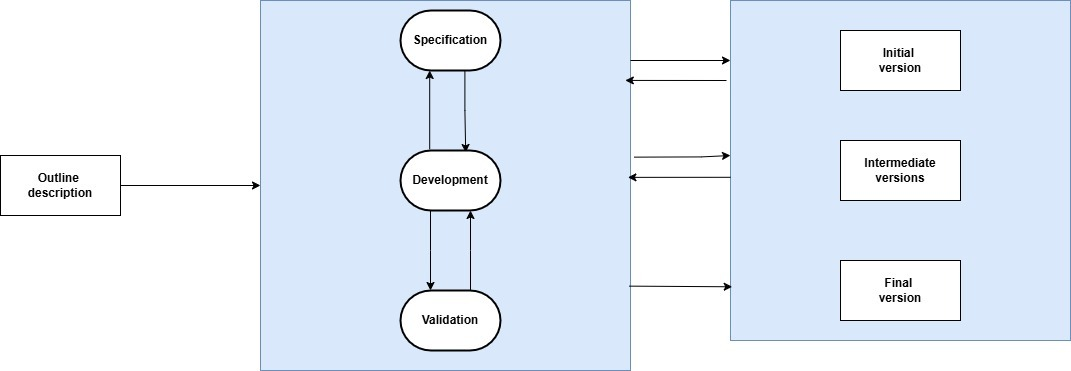 Specification
Initial
version
Outline
description
Development
Intermediate
versions
Validation
Final
version